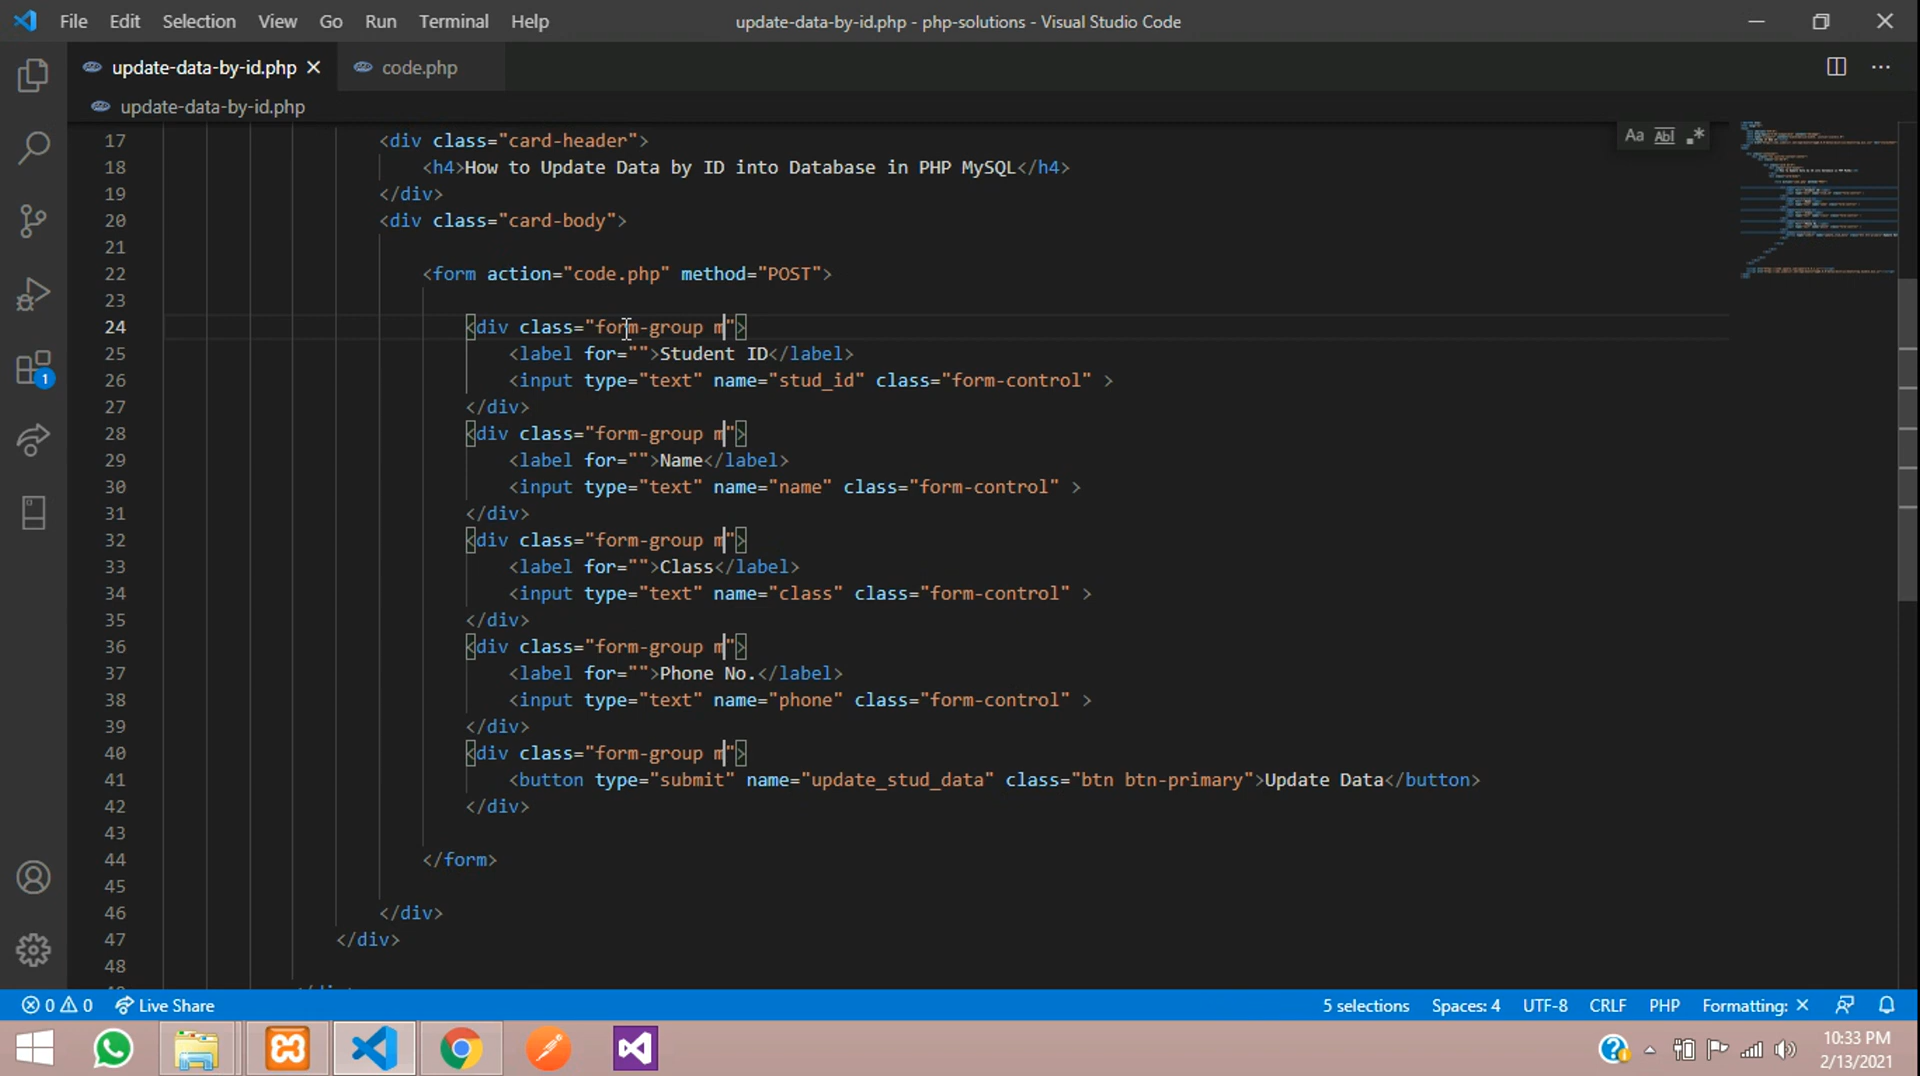 File Edit Selection View Go Run Terminal Help update-data-by-id.php - php-solutions - Visual Studio Code
update-data-by-id.php code.php
update-data-by-id.php
Aa Abl .*
17 <div class="card-header">
18 <h4>How to Update Data by ID into Database in PHP MySQL</h4>
19 </div>
20 <div class="card-body">
21
22 <form action="code.php" method="POST">
23
24 <div class="form-group m">
25 <label for="">Student ID</label>
26 <input type="text" name="stud_id" class="form-control" >
27 </div>
28 <div class="form-group m">
29 <label for="">Name</label>
30 <input type="text" name="name" class="form-control" >
31 </div>
32 <div class="form-group m">
33 <label for="">Class</label>
34 <input type="text" name="class" class="form-control" >
35 </div>
36 <div class="form-group m">
37 <label for="">Phone No.</label>
38 <input type="text" name="phone" class="form-control" >
39 </div>
40 <div class="form-group m">
41 <button type="submit" name="update_stud_data" class="btn btn-primary">Update Data</button>
42 </div>
43
44 </form>
45
46 </div>
47 </div>
48
1
0 0 Live Share 5 selections Spaces: 4 UTF-8 CRLF PHP Formatting: ×
10:33 PM
2/13/2021